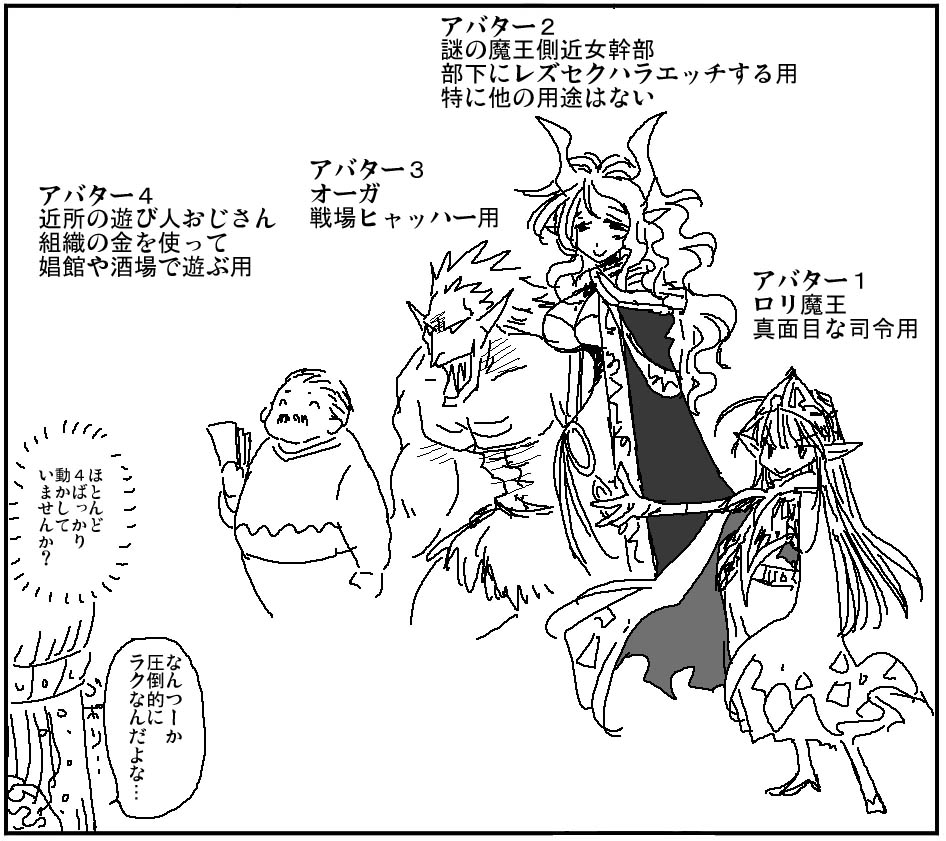 アバター２
謎の魔王側近女幹部
部下にレズセクハラエッチする用
特に他の用途はない
アバター１
ロリ魔王
真面目な司令用
アバター３
オーガ
戦場ヒャッハー用
アバター４
近所の遊び人おじさん
組織の金を使って
娼館や酒場で遊ぶ用
ほとんど
４ばっかり
動かして
いませんか？
なんつーか
圧倒的に
ラクなんだよな…